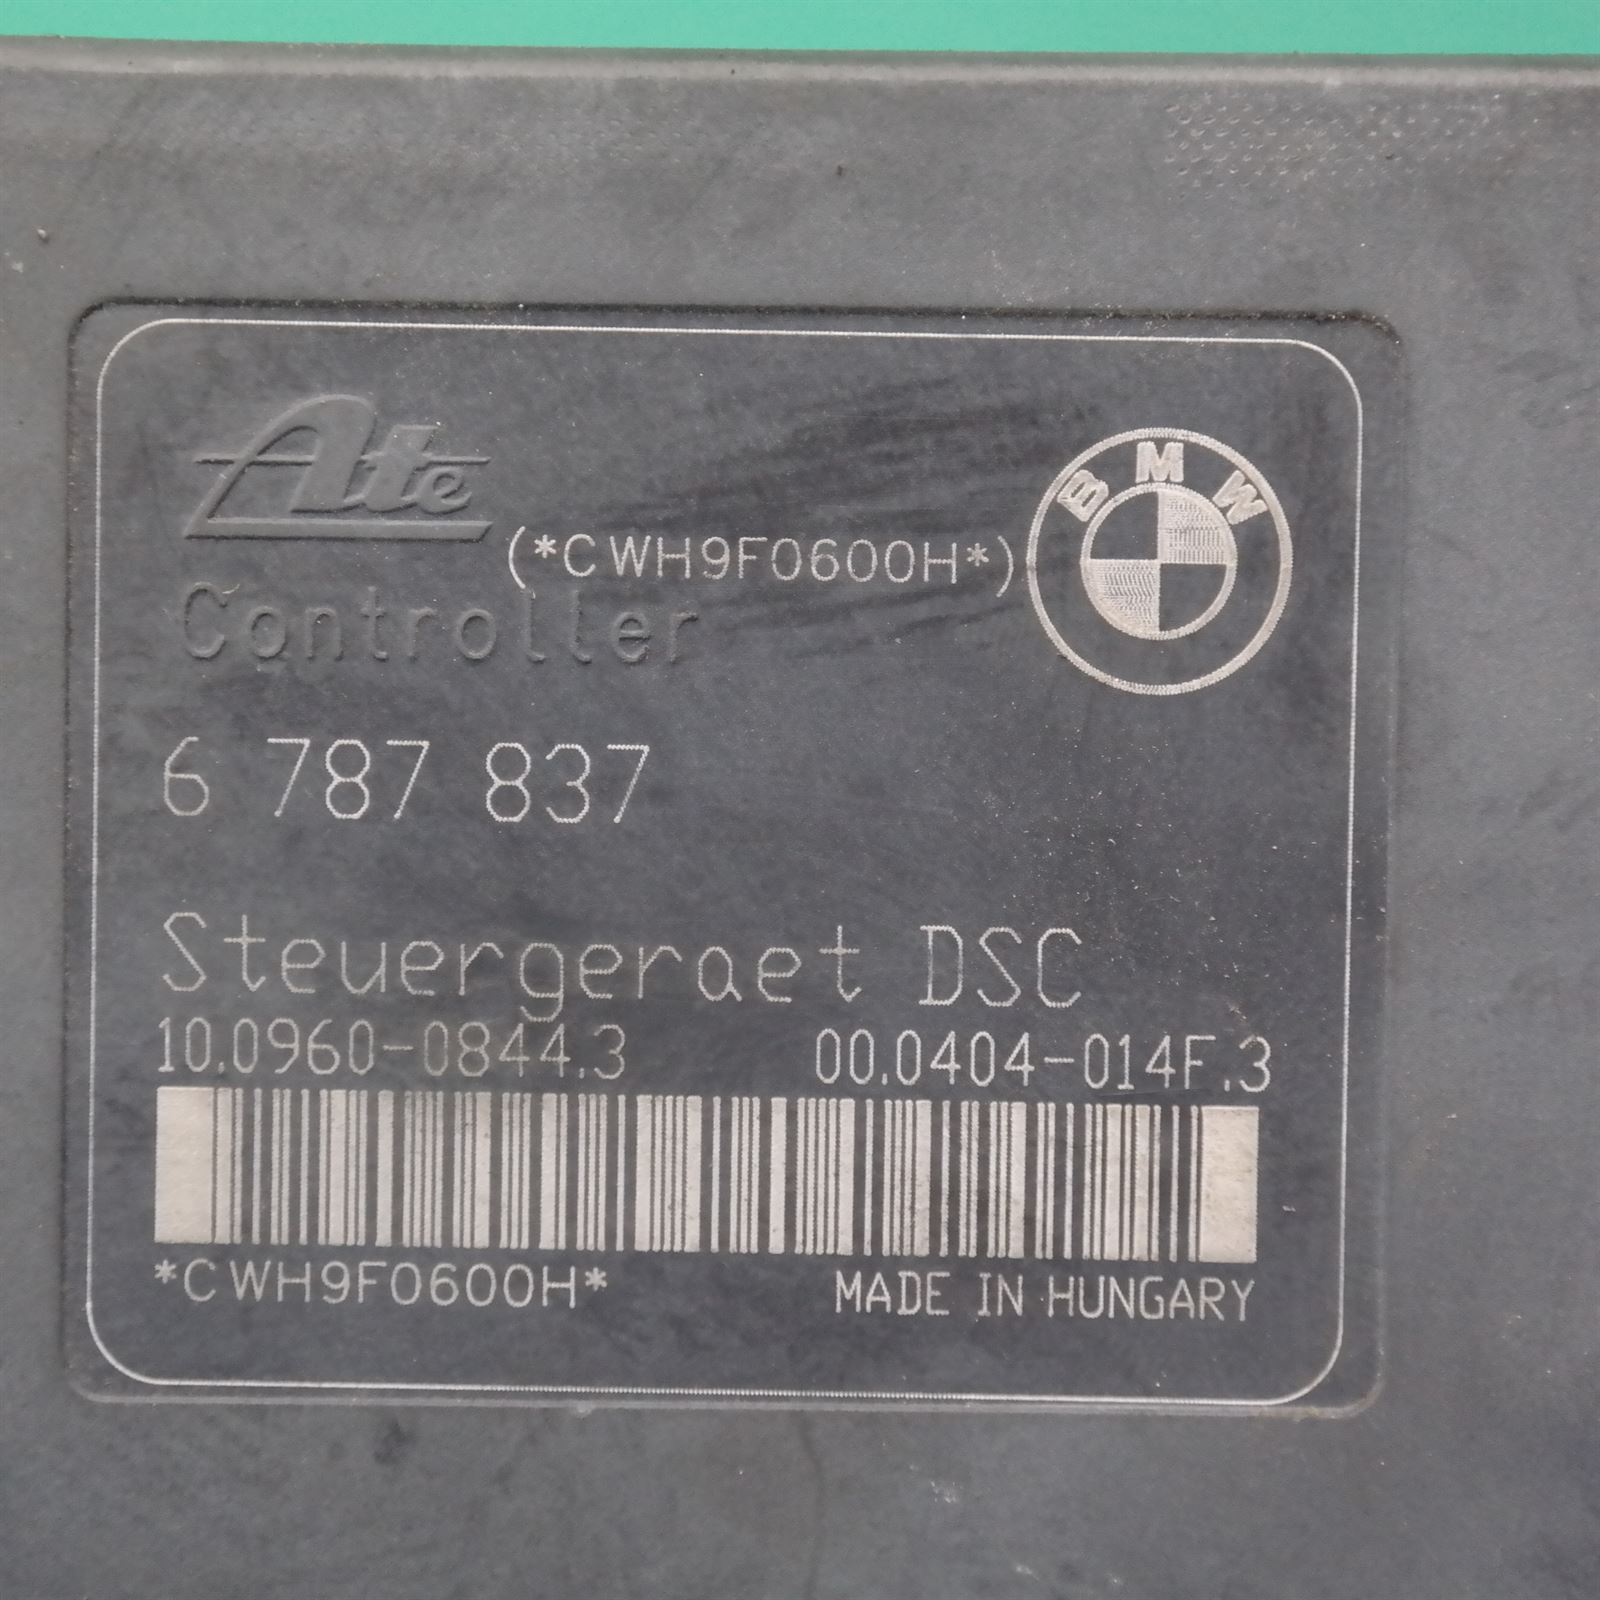 Ate
(*CWH9F0600H*)
BMW
Controller
6 787 837
Steuergeraet DSC
10.0960-0844.3 00.0404-014F.3
*CWH9F0600H* MADE IN HUNGARY